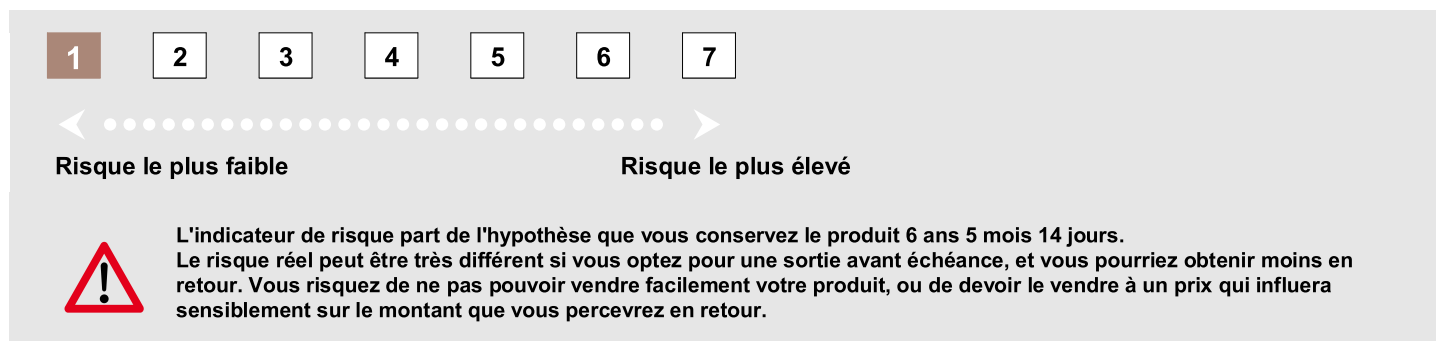 1 2 3 4 5 6 7
Risque le plus faible Risque le plus élevé
L'indicateur de risque part de l'hypothèse que vous conservez le produit 6 ans 5 mois 14 jours.
Le risque réel peut être très différent si vous optez pour une sortie avant échéance, et vous pourriez obtenir moins en
retour. Vous risquez de ne pas pouvoir vendre facilement votre produit, ou de devoir le vendre à un prix qui influera
sensiblement sur le montant que vous percevrez en retour.